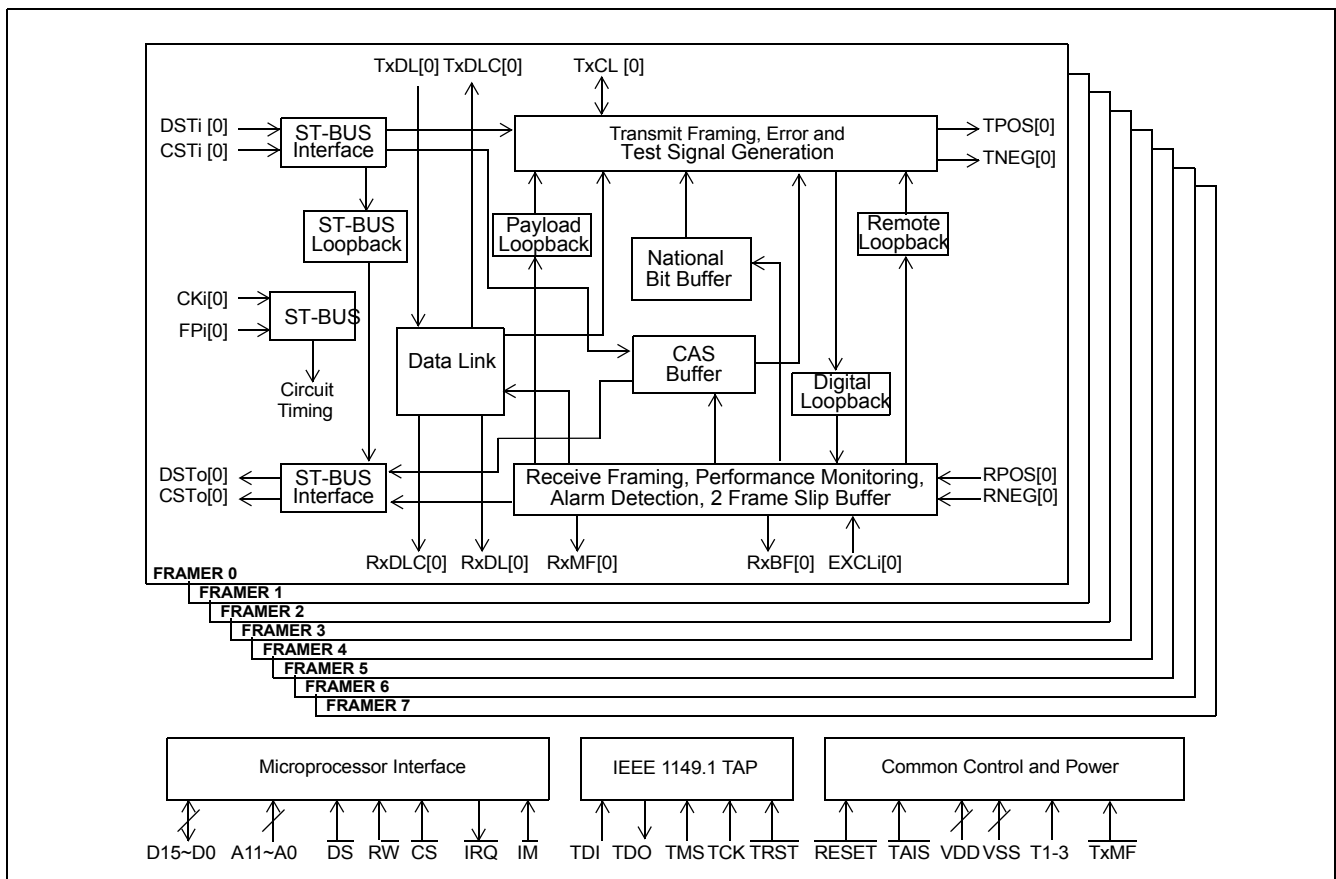 TxDL[0] TxDLC[0] TxCL [0]
DSTi [0]
CSTi [0]
ST-BUS
Interface
Transmit Framing, Error and
Test Signal Generation
TPOS[0]
TNEG[0]
ST-BUS
Loopback
Payload
Loopback
National
Bit Buffer
Remote
Loopback
CKi[0]
FPi[0]
ST-BUS
Circuit
Timing
Data Link
CAS
Buffer
Digital
Loopback
DSTo[0]
CSTo[0]
ST-BUS
Interface
Receive Framing, Performance Monitoring,
Alarm Detection, 2 Frame Slip Buffer
RPOS[0]
RNEG[0]
RxDLC[0] RxDL[0] RxMF[0] RxBF[0] EXCLi[0]
FRAMER 0
FRAMER 1
FRAMER 2
FRAMER 3
FRAMER 4
FRAMER 5
FRAMER 6
FRAMER 7
Microprocessor Interface
IEEE 1149.1 TAP
Common Control and Power
D15~D0 A11~A0 DS RW CS IRQ IM TDI TDO TMS TCK TRST RESET TAIS VDD VSS T1-3 TxMF